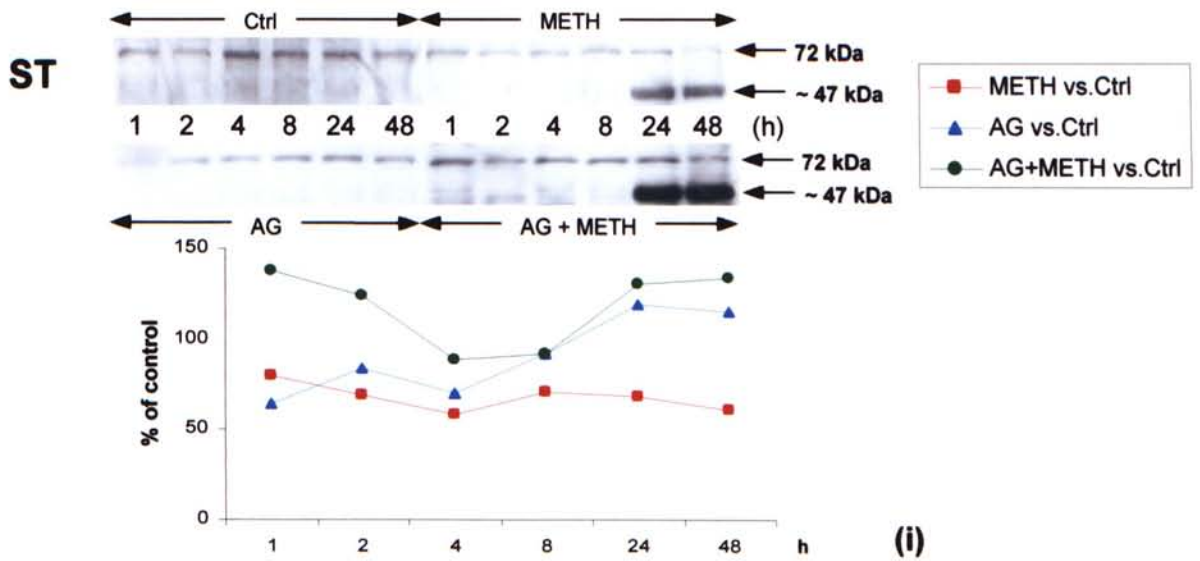 Ctrl METH
ST
72 kDa
~ 47 kDa
1 2 4 8 24 48 1 2 4 8 24 48 (h)
72 kDa
~ 47 kDa
AG AG + METH
METH vs.Ctrl
AG vs.Ctrl
AG+METH vs.Ctrl
% of control
150
100
50
0
1 2 4 8 24 48 h
(i)